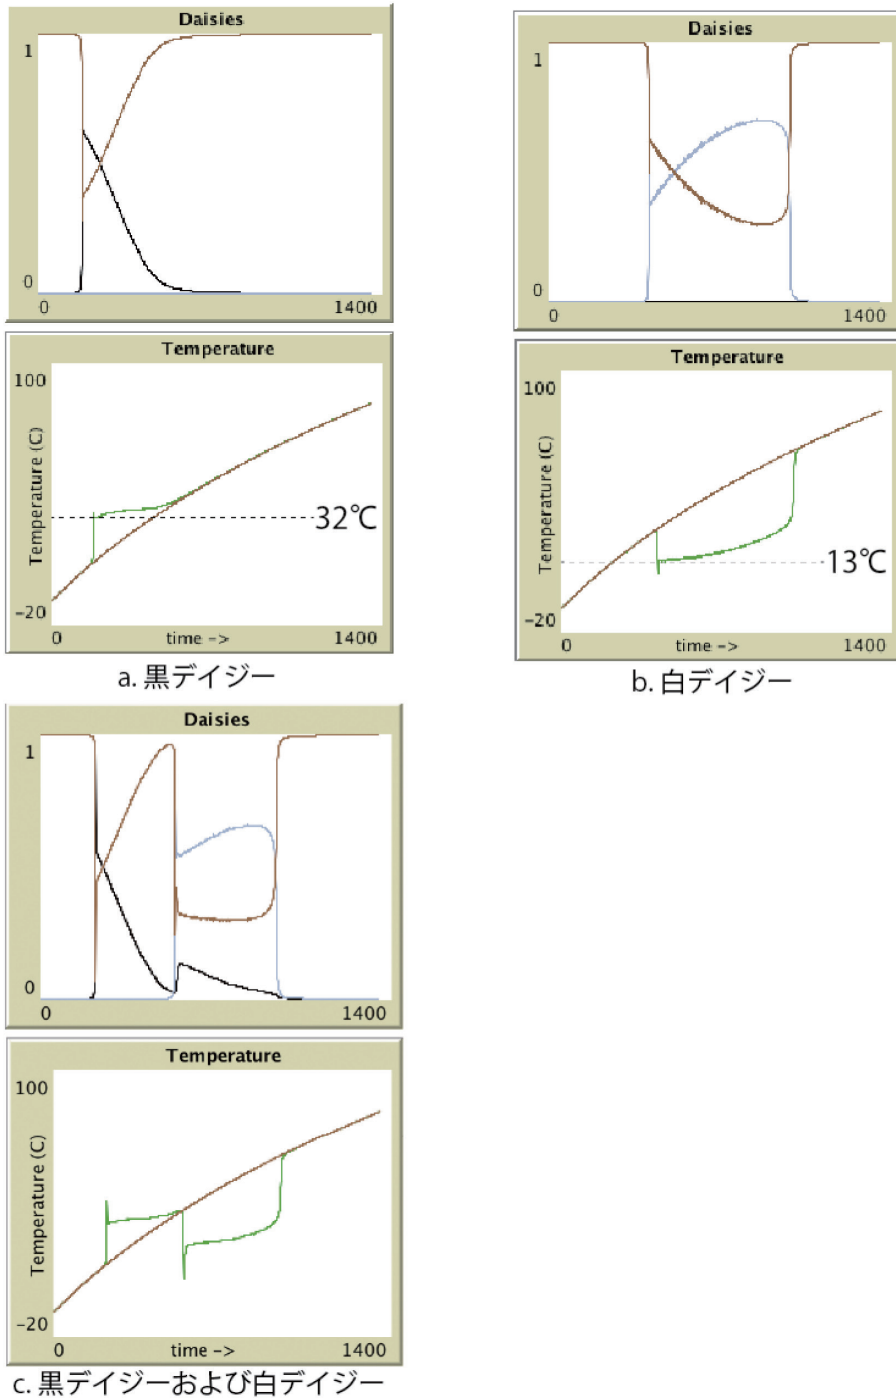 Daisies
1
0
0 1400
Temperature
100
Temperature (C)
32℃
-20
0 time -> 1400
a. 黒デイジー
Daisies
1
0
0 1400
Temperature
100
Temperature (C)
13℃
-20
0 time -> 1400
b. 白デイジー
Daisies
1
0
0 1400
Temperature
100
Temperature (C)
-20
0 time -> 1400
c. 黒デイジーおよび白デイジー